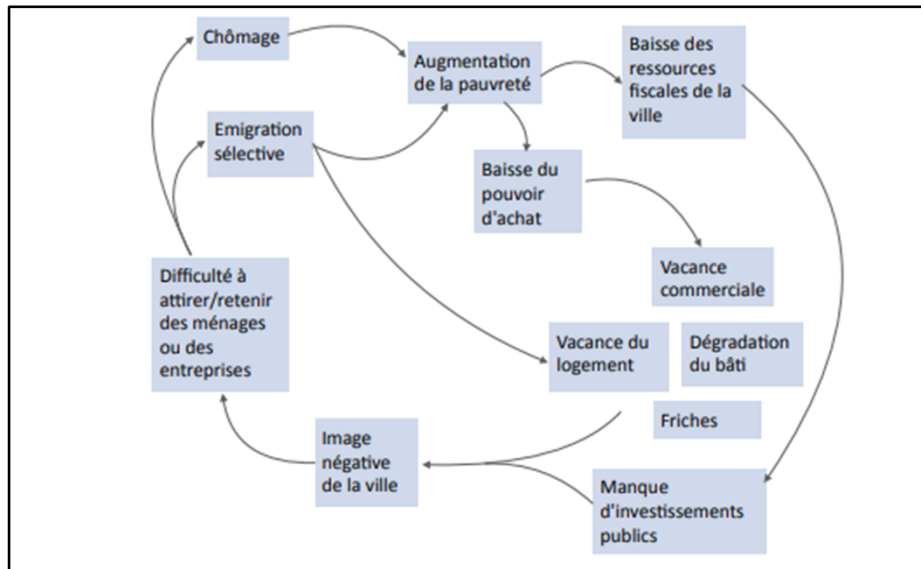 Chômage
Augmentation
de la pauvreté
Baisse des
ressources
fiscales de la
ville
Emigration
sélective
Baisse du
pouvoir
d'achat
Vacance
commerciale
Difficulté à
attirer/retenir
des ménages
ou des
entreprises
Vacance du
logement
Dégradation
du bâti
Friches
Image
négative
de la ville
Manque
d'investissements
publics